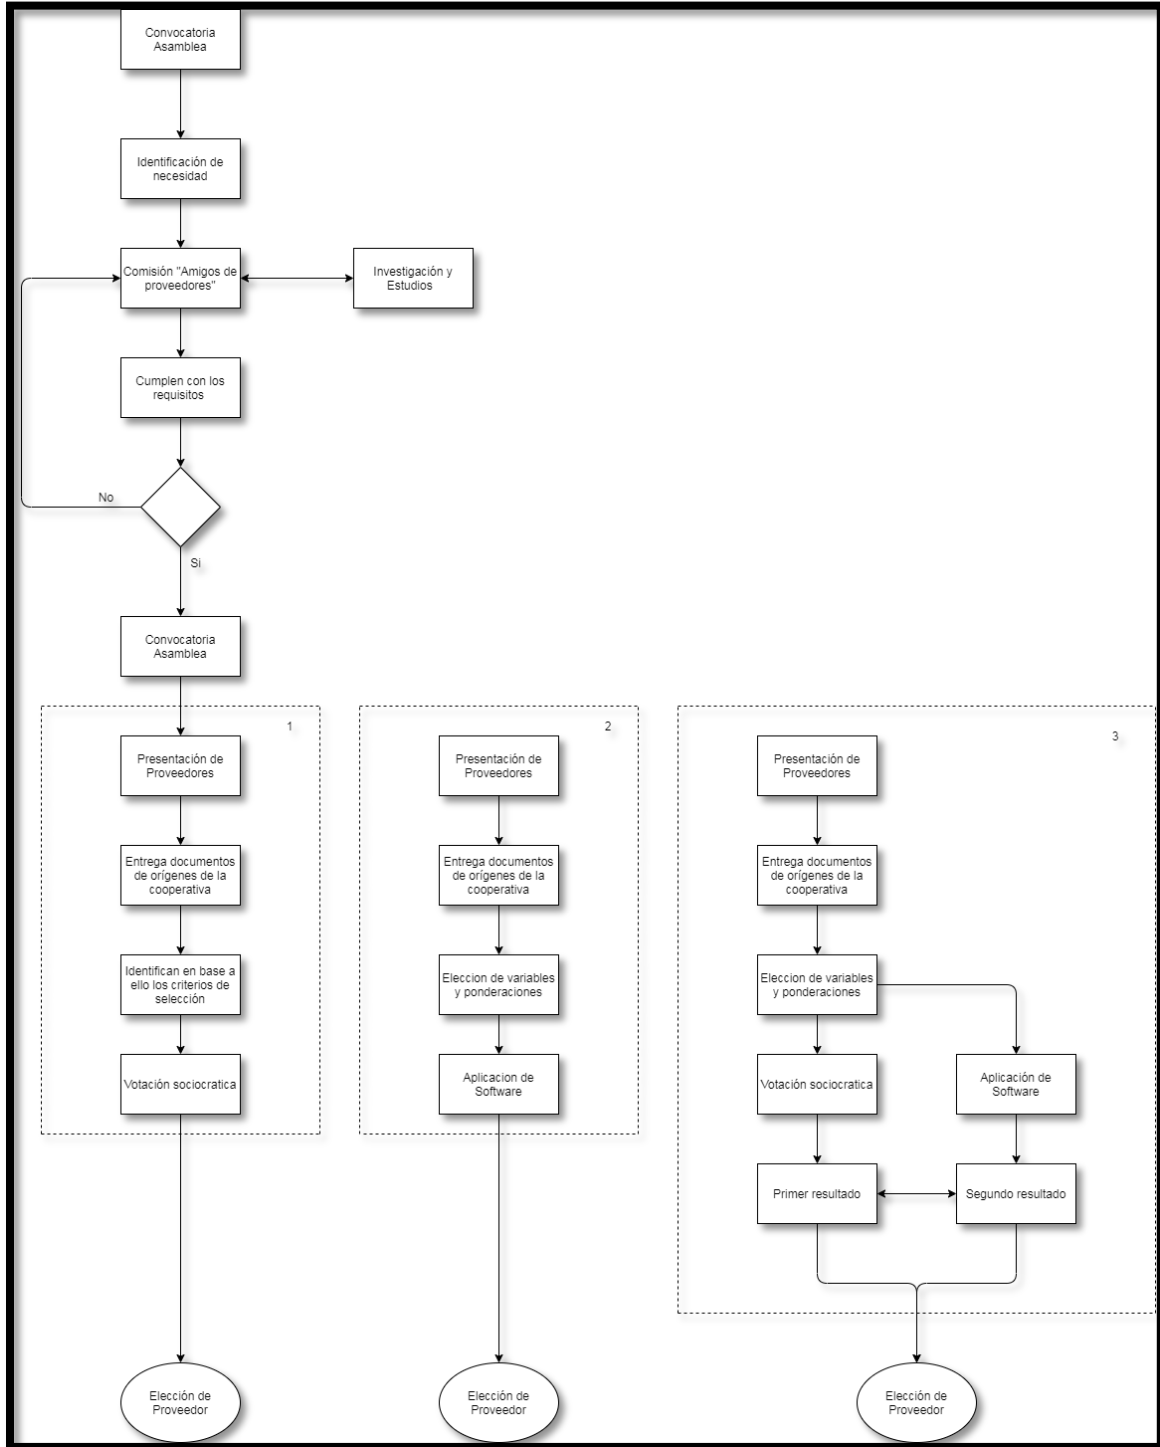 Convocatoria
Asamblea
Identificación de
necesidad
Comisión "Amigos de
proveedores"
Investigación y
Estudios
Cumplen con los
requisitos
No
Si
Convocatoria
Asamblea
1
Presentación de
Proveedores
Entrega documentos
de orígenes de la
cooperativa
Identifican en base a
ello los criterios de
selección
Votación sociocratica
Elección de
Proveedor
2
Presentación de
Proveedores
Entrega documentos
de orígenes de la
cooperativa
Eleccion de variables
y ponderaciones
Aplicacion de
Software
Elección de
Proveedor
3
Presentación de
Proveedores
Entrega documentos
de orígenes de la
cooperativa
Eleccion de variables
y ponderaciones
Votación sociocratica
Aplicación de
Software
Primer resultado
Segundo resultado
Elección de
Proveedor